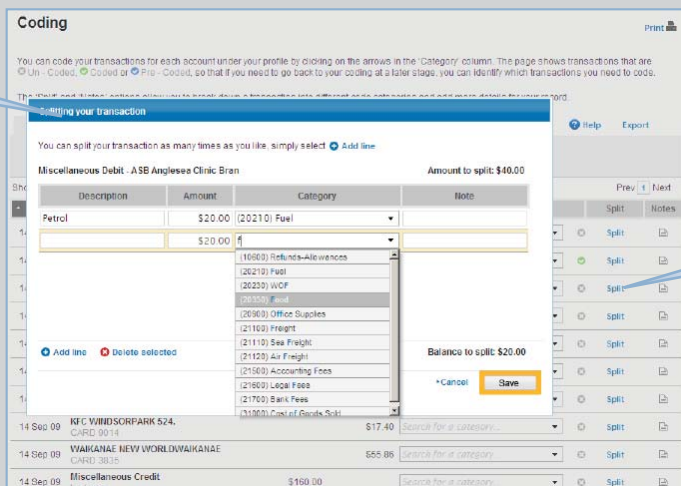 Coding
Print
You can code your transactions for each account under your profile by clicking on the arrows in the 'Category' column. The page shows transactions that are
Un - Coded, Coded or Pre - Coded, so that if you need to go back to your coding at a later stage, you can identify which transactions you need to code.
Splitting your transaction
Help Export
You can split your transaction as many times as you like, simply select Add line
Miscellaneous Debit - ASB Anglesea Clinic Bran Amount to split: $40.00
Prev 1 Next
Description Amount Category Note
Split Notes
Petrol $20.00 (20210) Fuel
$20.00 f
Split
(10600) Refunds-Allowances
(20210) Fuel
Split
(20230) WOF
(20350) Food
Split
(20600) Office Supplies
(21100) Freight
Split
(21110) Sea Freight
(21120) Air Freight
Split
Add line Delete selected Balance to split: $20.00
(21500) Accounting Fees
(21600) Legal Fees
Split
Cancel Save
(21700) Bank Fees
(31000) Cost of Goods Sold
Split
14 Sep 09 KFC WINDSORPARK 524. $17.40 Search for a category... Split
CARD 9014
14 Sep 09 WAIKANAE NEW WORLDWAIKANAE $55.86 Search for a category Split
CARD 3835
14 Sep 09 Miscellaneous Credit $160.00 Search for a category Split